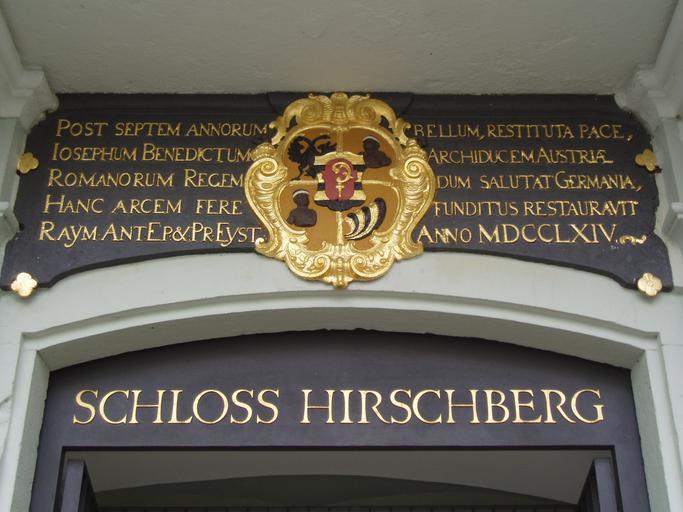 POST SEPTEM ANNORUM BELLUM, RESTITUTA PACE,
IOSEPHUM BENEDICTUM ARCHIDUCEM AUSTRIÆ
ROMANORUM REGEM DUM SALUTAT GERMANIA,
HANC ARCEM FERE FUNDITUS RESTAURAVIT
RAYM. ANT. EP. & PR. EYST. ANNO MDCCLXIV.
SCHLOSS HIRSCHBERG